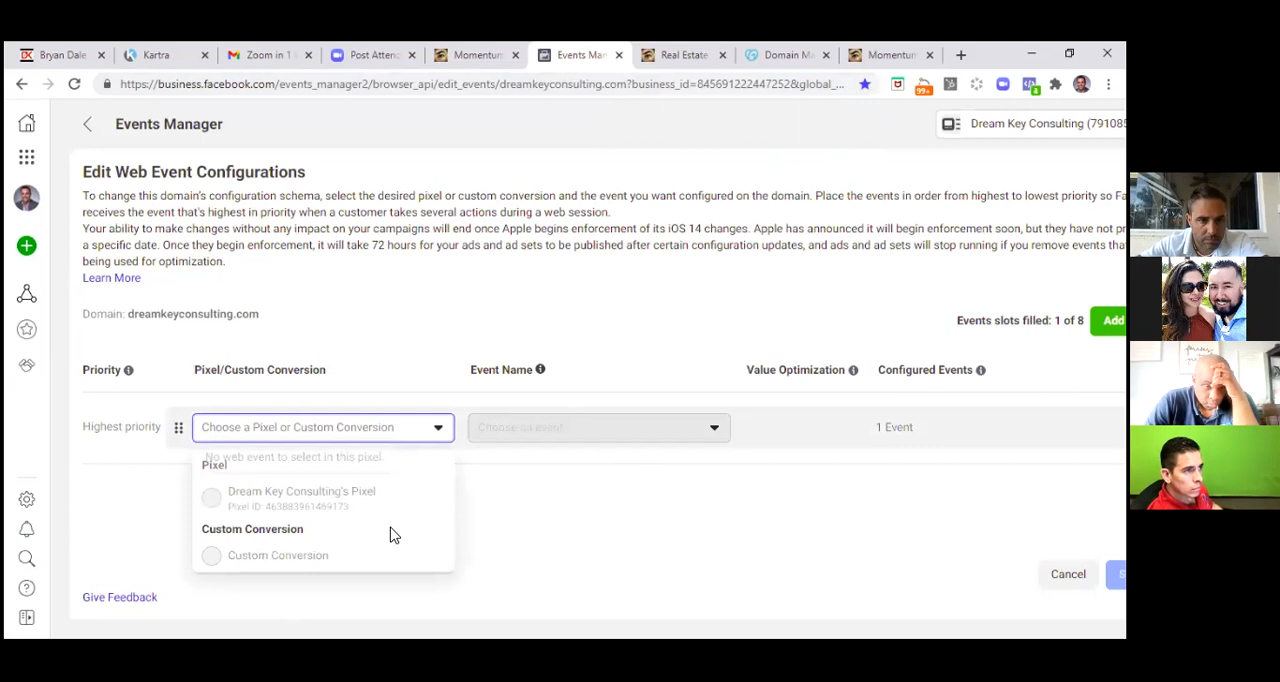 Bryan Dale
Kartra
Zoom in 1
Post Attend
Momentum
Events Man
Real Estate
Domain Ma
Momentum
https://business.facebook.com/events_manager2/browser_api/edit_events/dreamkeyconsulting.com?business_id=845691222447252&global_...
99+
Events Manager
Dream Key Consulting (791085
Edit Web Event Configurations
To change this domain's configuration schema, select the desired pixel or custom conversion and the event you want configured on the domain. Place the events in order from highest to lowest priority so Fa
receives the event that's highest in priority when a customer takes several actions during a web session.
Your ability to make changes without any impact on your campaigns will end once Apple begins enforcement of its iOS 14 changes. Apple has announced it will begin enforcement soon, but they have not pr
a specific date. Once they begin enforcement, it will take 72 hours for your ads and ad sets to be published after certain configuration updates, and ads and ad sets will stop running if you remove events tha
being used for optimization.
Learn More
Domain: dreamkeyconsulting.com
Events slots filled: 1 of 8
Add
Priority
Pixel/Custom Conversion
Event Name
Value Optimization
Configured Events
Highest priority
Choose a Pixel or Custom Conversion
Choose an event
1 Event
No web event to select in this pixel.
Pixel
Dream Key Consulting's Pixel
Pixel ID: 463883961469173
Custom Conversion
Custom Conversion
Cancel
S
Give Feedback